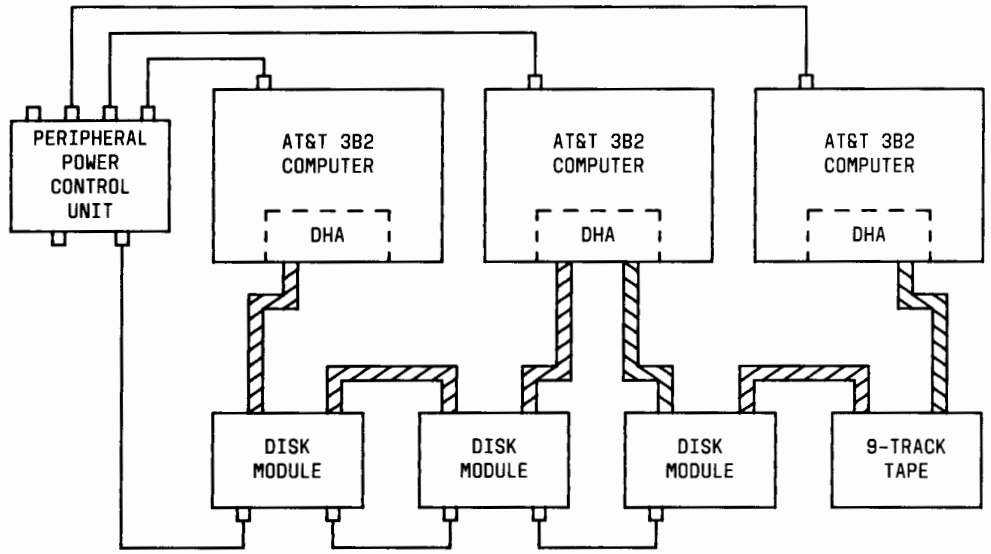 PERIPHERAL
POWER
CONTROL
UNIT
AT&T 3B2
COMPUTER
DHA
AT&T 3B2
COMPUTER
DHA
AT&T 3B2
COMPUTER
DHA
DISK
MODULE
DISK
MODULE
DISK
MODULE
9-TRACK
TAPE